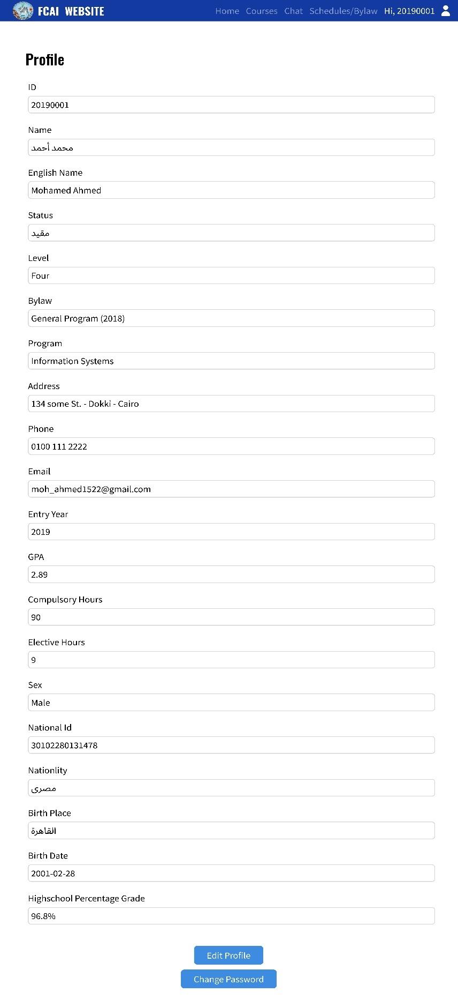 FCAI WEBSITE Home Courses Chat Schedules/Bylaw Hi, 20190001
Profile
ID
20190001
Name
محمد أحمد
English Name
Mohamed Ahmed
Status
مقيد
Level
Four
Bylaw
General Program (2018)
Program
Information Systems
Address
134 some St. - Dokki - Cairo
Phone
0100 111 2222
Email
moh_ahmed1522@gmail.com
Entry Year
2019
GPA
2.89
Compulsory Hours
90
Elective Hours
9
Sex
Male
National Id
30102280131478
Nationlity
مصرى
Birth Place
القاهرة
Birth Date
2001-02-28
Highschool Percentage Grade
96.8%
Edit Profile
Change Password